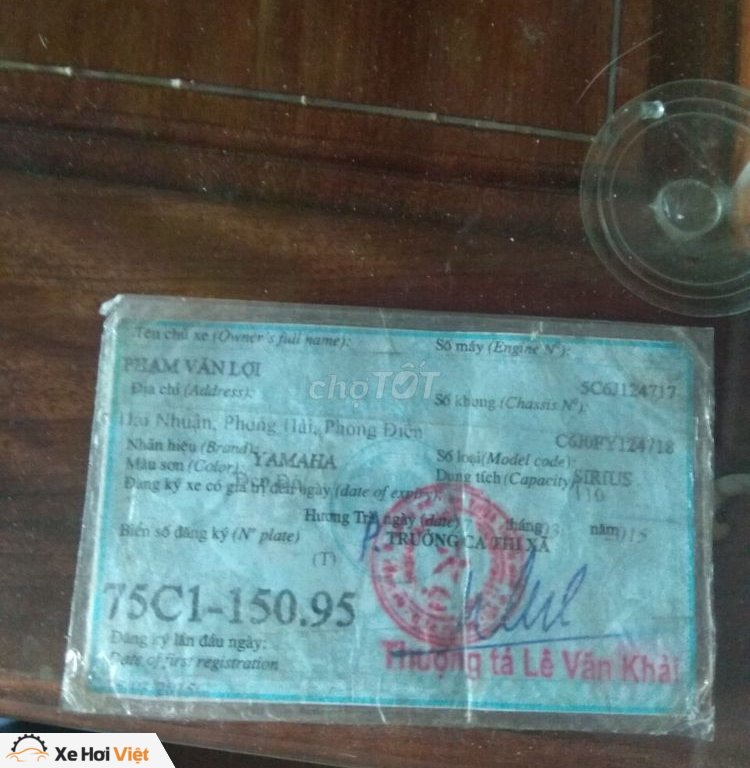 Tên chủ xe (Owner's full name):
PHẠM VĂN LỢI
Địa chỉ (Address):
Hải Nhuận, Phong Hải, Phong Điền
Nhãn hiệu (Brand): YAMAHA
Màu sơn (Color):
Đăng ký xe có giá trị đến ngày (date of expiry):
Số máy (Engine N°):
5C6J124717
Số khung (Chassis N°):
Số loại (Model code): SIRIUS
Dung tích (Capacity): 110
Hương Trà, ngày (date) tháng 3 năm
TRƯỞNG CA THỊ XÃ
Biển số đăng ký (N° plate)
(T)
75C1-150.95
Đăng ký lần đầu ngày:
Date of first registration
Thượng tá Lê Văn Khải
chợTỐT
Xe Hơi Việt